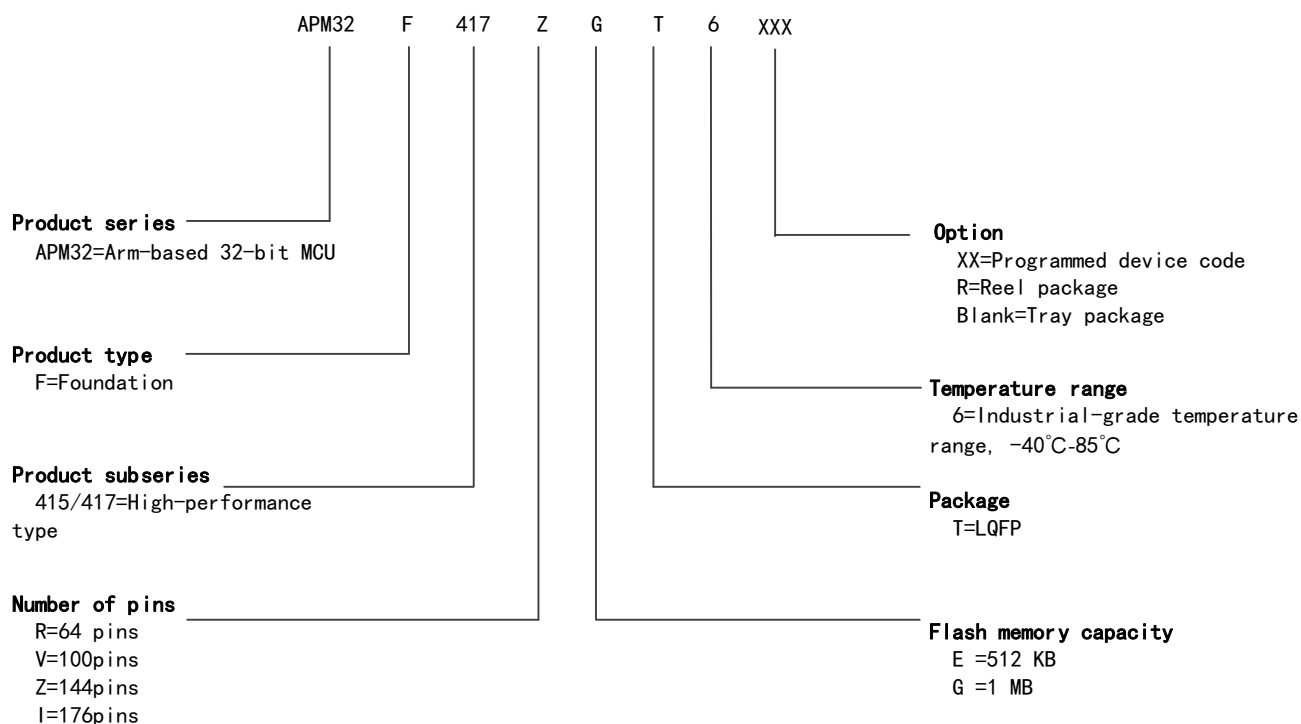 APM32 F 417 Z G T 6 XXX
Product series
APM32=Arm-based 32-bit MCU
Product type
F=Foundation
Product subseries
415/417=High-performance
type
Number of pins
R=64 pins
V=100pins
Z=144pins
I=176pins
Option
XX=Programmed device code
R=Reel package
Blank=Tray package
Temperature range
6=Industrial-grade temperature
range, -40℃-85℃
Package
T=LQFP
Flash memory capacity
E =512 KB
G =1 MB